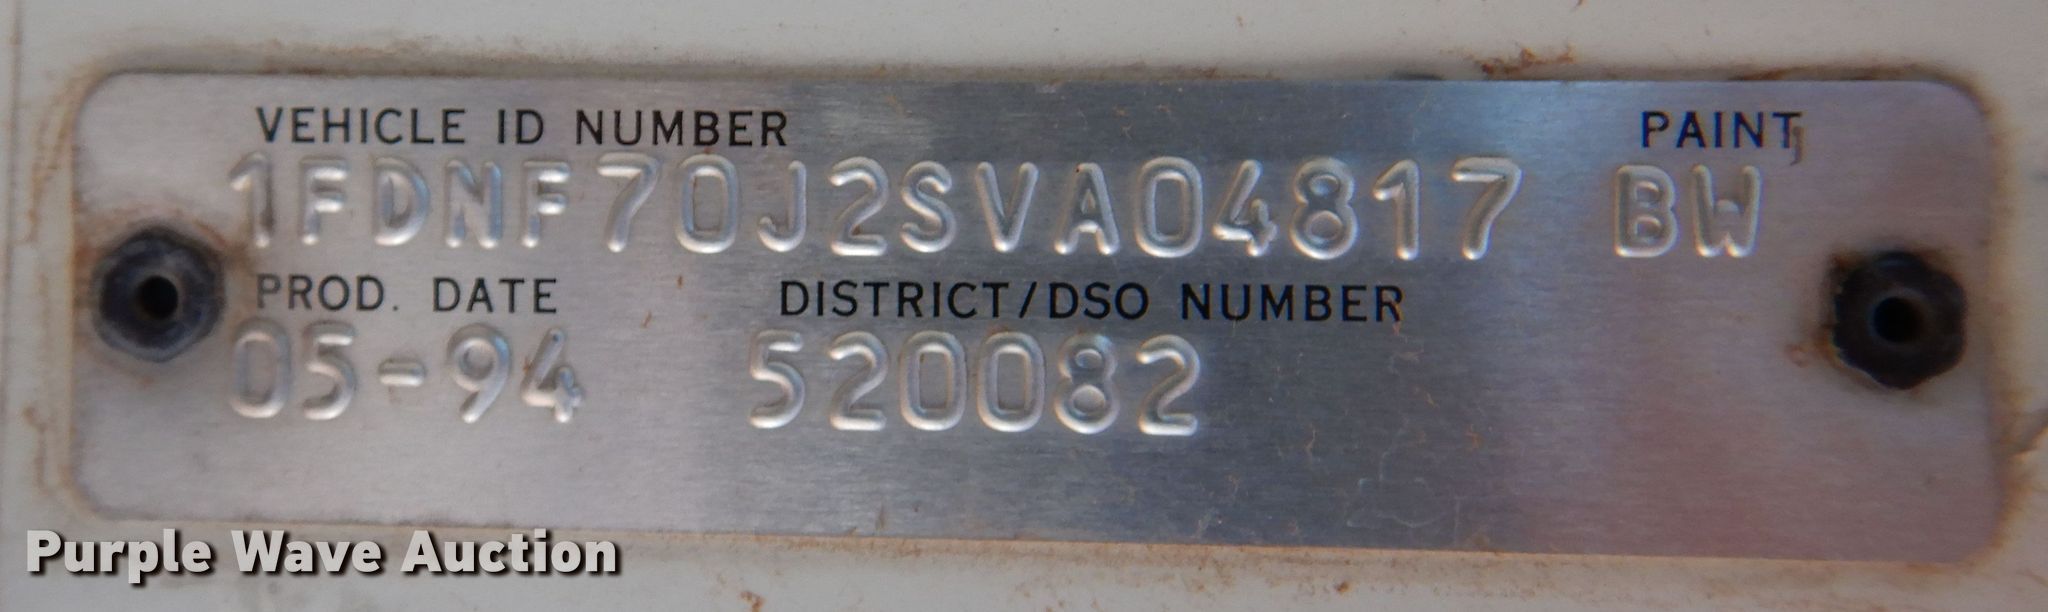 VEHICLE ID NUMBER PAINT
1FDNF70J2SVA04817 BW
PROD. DATE DISTRICT/DSO NUMBER
05-94 520082
Purple Wave Auction